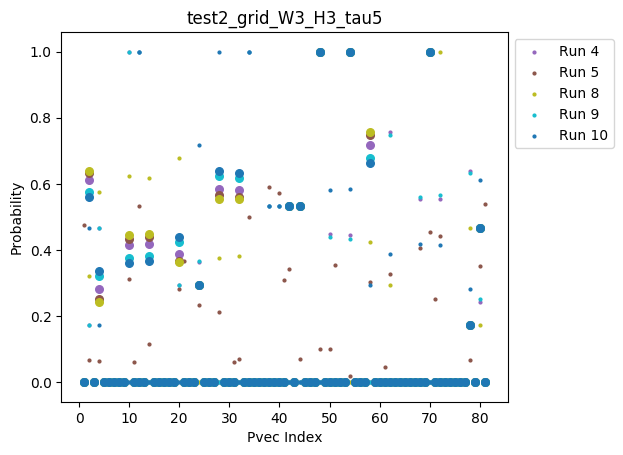 test2_grid_W3_H3_tau5
1.0
0.8
0.6
0.4
0.2
0.0
Probability
0 10 20 30 40 50 60 70 80
Pvec Index
Run 4
Run 5
Run 8
Run 9
Run 10